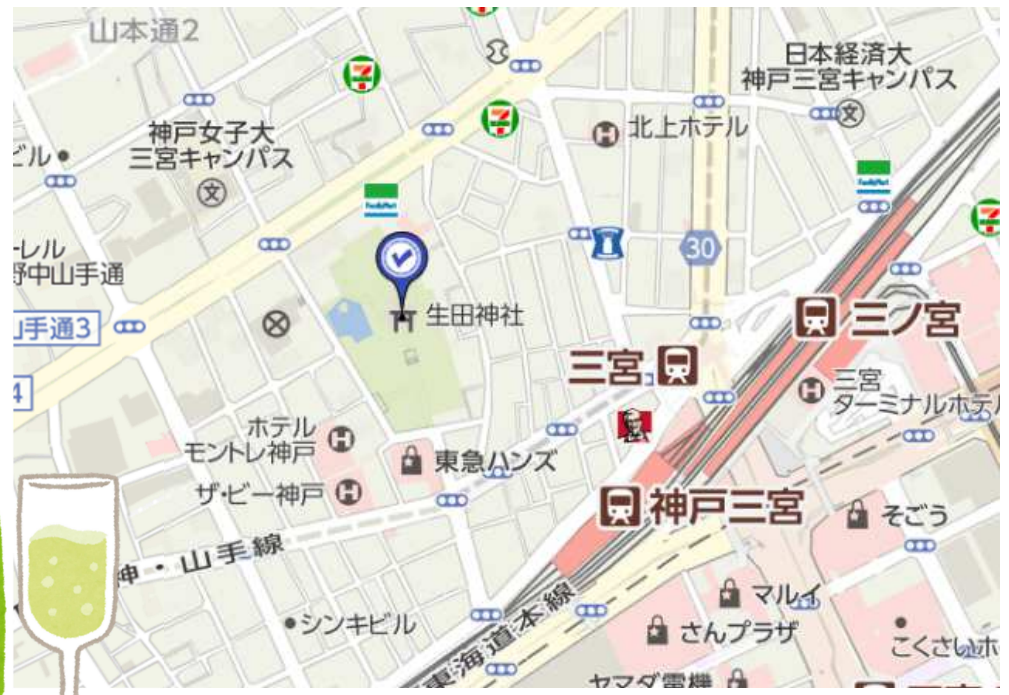 山本通2
日本経済大
神戸三宮キャンパス
神戸女子大
三宮キャンパス
北上ホテル
ビル
FamilyMart
FamilyMart
ーレル
野中山手通
30
生田神社
山手通3
三ノ宮
三宮
4
三宮
ターミナルホテル
ホテル
モントレ神戸
東急ハンズ
ザ・ビー神戸
神戸三宮
そごう
神・山手線
シンキビル
東海道本線
マルイ
さんプラザ
こくさいホ
ヤマダ電機